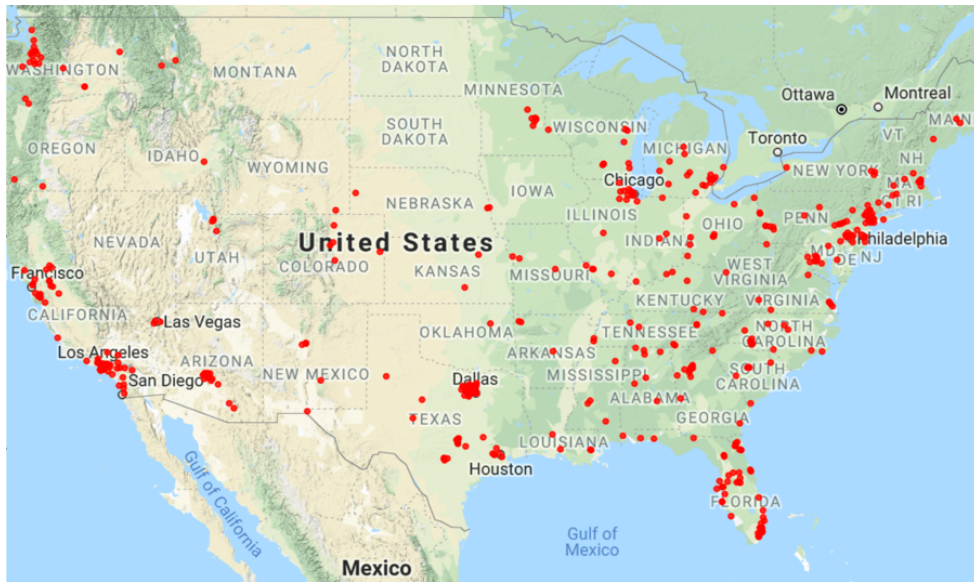 WASHINGTON
MONTANA
NORTH
DAKOTA
MINNESOTA
Ottawa
Montreal
MAIN
OREGON
IDAHO
SOUTH
DAKOTA
WISCONSIN
MICHIGAN
Toronto
VT
NH
WYOMING
NEW YORK
MA
CT RI
Chicago
IOWA
NEBRASKA
ILLINOIS
INDIANA
OHIO
PENN
NEVADA
UTAH
United States
COLORADO
KANSAS
MISSOURI
WEST
VIRGINIA
MD
DE
NJ
Philadelphia
Francisco
CALIFORNIA
KENTUCKY
VIRGINIA
Las Vegas
OKLAHOMA
TENNESSEE
NORTH
CAROLINA
Los Angeles
ARIZONA
NEW MEXICO
ARKANSAS
San Diego
Dallas
MISSISSIPPI
SOUTH
CAROLINA
ALABAMA
TEXAS
GEORGIA
LOUISIANA
Houston
Gulf of California
FLORIDA
Gulf of
Mexico
Mexico